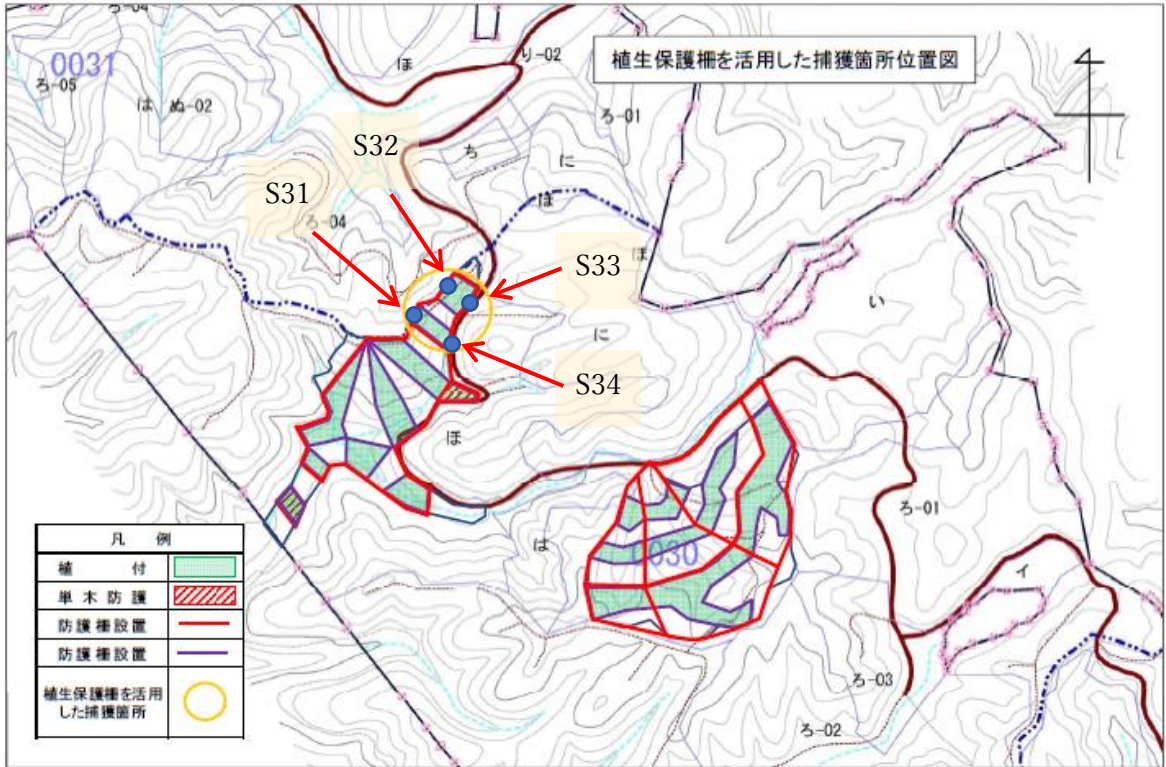 ろ-04
ほ
り-02
植生保護柵を活用した捕獲箇所位置図
0031
ろ-05
は
ぬ-02
ろ-01
S32
ち
に
S31
ほ
ろ-04
S33
ほ
い
に
S34
ほ
ろ-01
は
0030
イ
ろ-03
ろ-02
凡 例
植 付
単木防護
防護柵設置
防護柵設置
植生保護柵を活用
した捕獲箇所